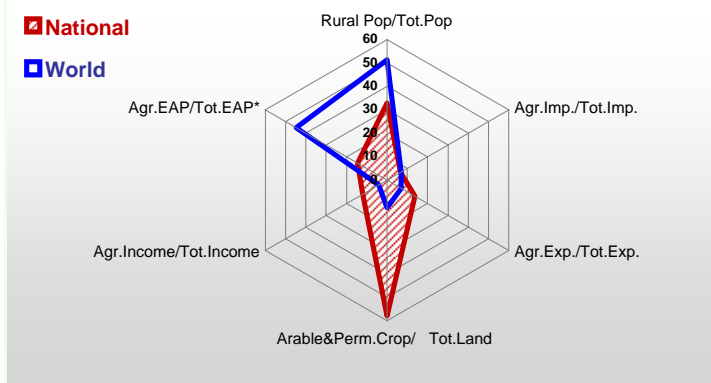 National
World
Rural Pop/Tot.Pop
60
50
40
30
20
10
0
Agr.EAP/Tot.EAP*
Agr.Imp./Tot.Imp.
Agr.Income/Tot.Income
Agr.Exp./Tot.Exp.
Arable&Perm.Crop/ Tot.Land